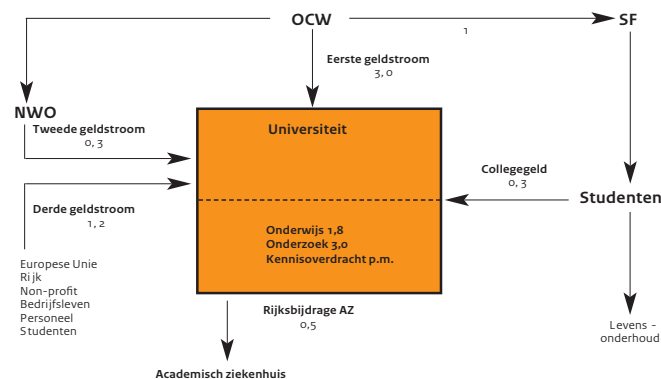 OCW
SF
1
Eerste geldstroom
3,0
NWO
Tweede geldstroom
0,3
Universiteit
Collegegeld
0,3
Studenten
Derde geldstroom
1,2
Onderwijs 1,8
Onderzoek 3,0
Kennisoverdracht p.m.
Europese Unie
Rijk
Non-profit
Bedrijfsleven
Personeel
Studenten
Rijksbijdrage AZ
0,5
Levens -
onderhoud
Academisch ziekenhuis